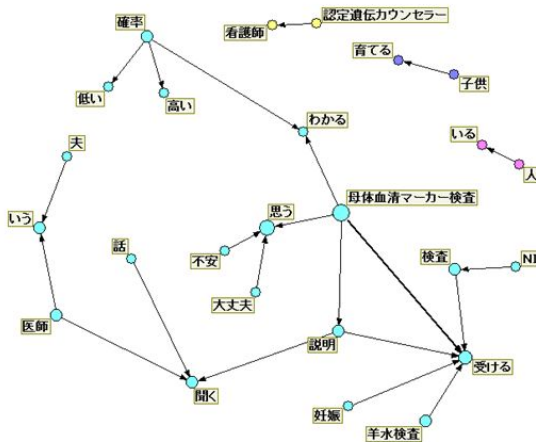 確率
認定遺伝カウンセラー
看護師
育てる
子供
低い
高い
わかる
夫
いる
人
母体血清マーカー検査
思う
いう
話
不安
検査
大丈夫
医師
説明
受ける
聞く
妊娠
羊水検査